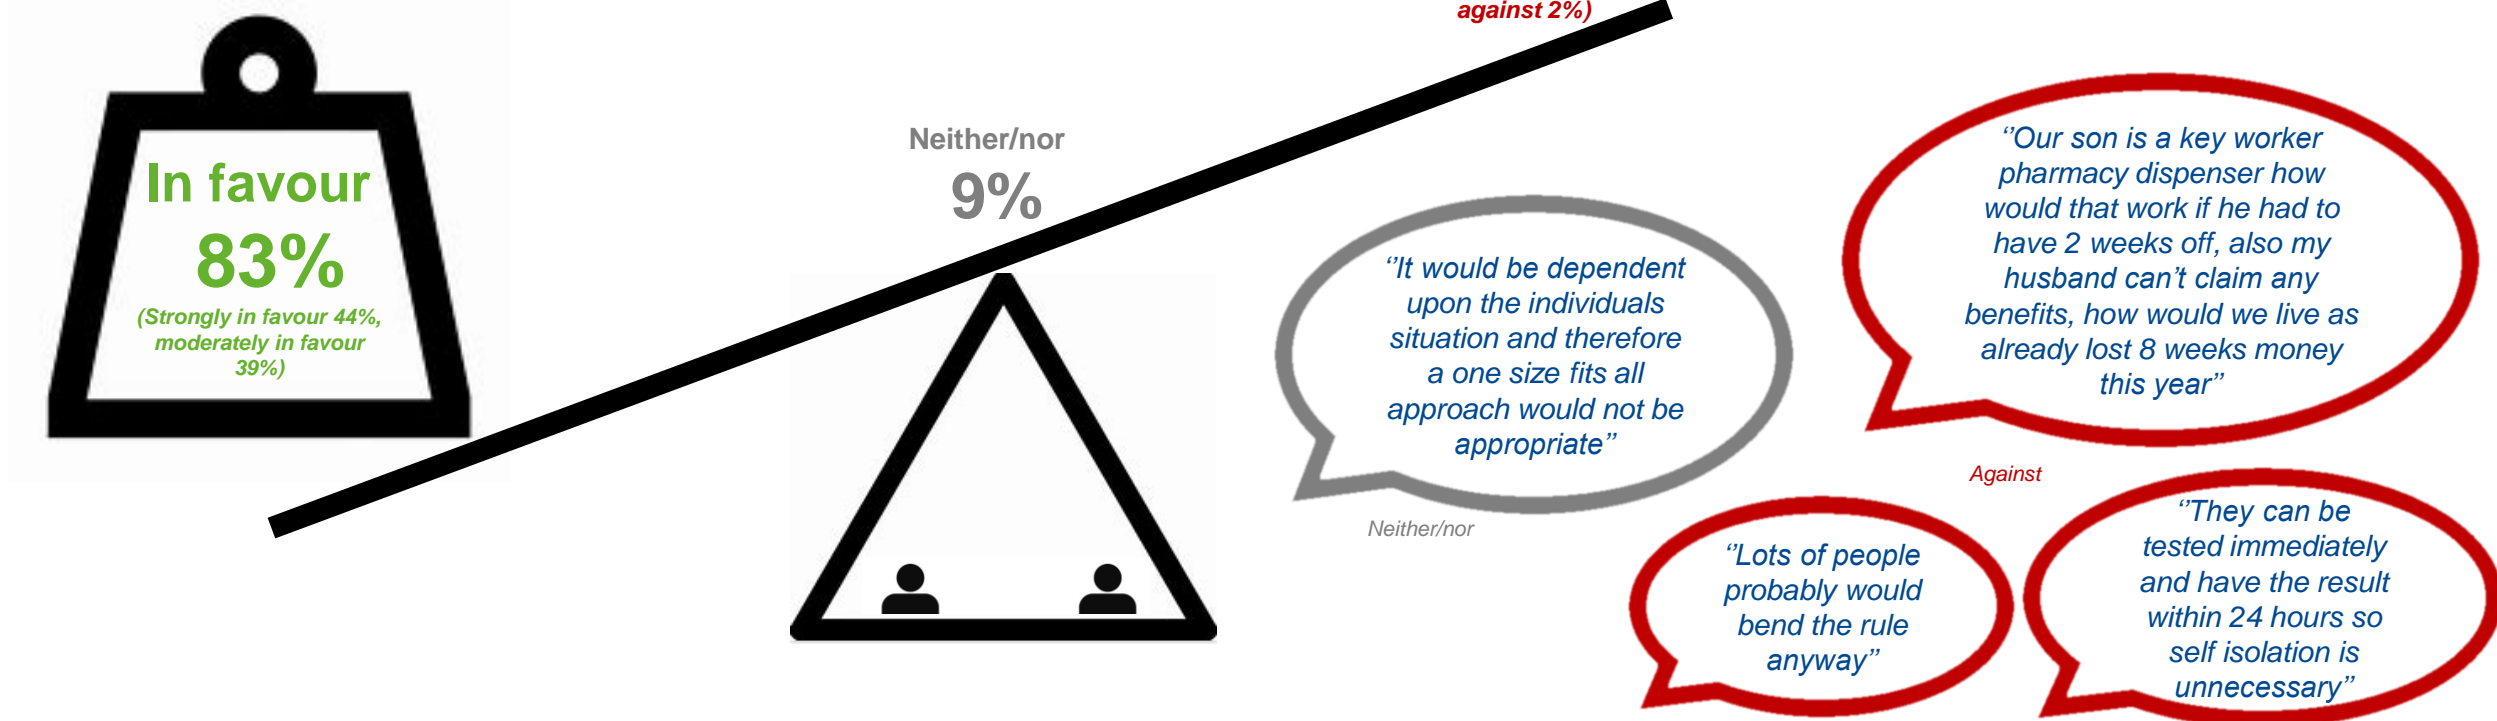 against 2%)
In favour
83%
(Strongly in favour 44%,
moderately in favour
39%)
Neither/nor
9%
‘’It would be dependent
upon the individuals
situation and therefore
a one size fits all
approach would not be
appropriate’’
Neither/nor
‘’Our son is a key worker
pharmacy dispenser how
would that work if he had to
have 2 weeks off, also my
husband can’t claim any
benefits, how would we live as
already lost 8 weeks money
this year’’
Against
‘’Lots of people
probably would
bend the rule
anyway’’
‘’They can be
tested immediately
and have the result
within 24 hours so
self isolation is
unnecessary’’